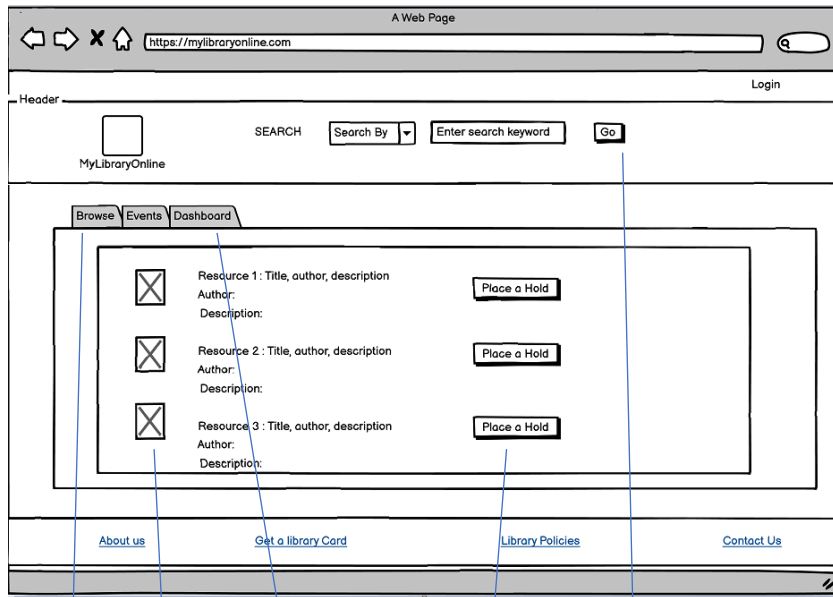 A Web Page
https://mylibraryonline.com
Login
Header
SEARCH Search By Enter search keyword Go
MyLibraryOnline
Browse Events Dashboard
Resource 1 : Title, author, description
Place a Hold
Author:
Description:
Resource 2 : Title, author, description
Place a Hold
Author:
Description:
Resource 3 : Title, author, description
Place a Hold
Author:
Description:
About us Get a library Card Library Policies Contact Us